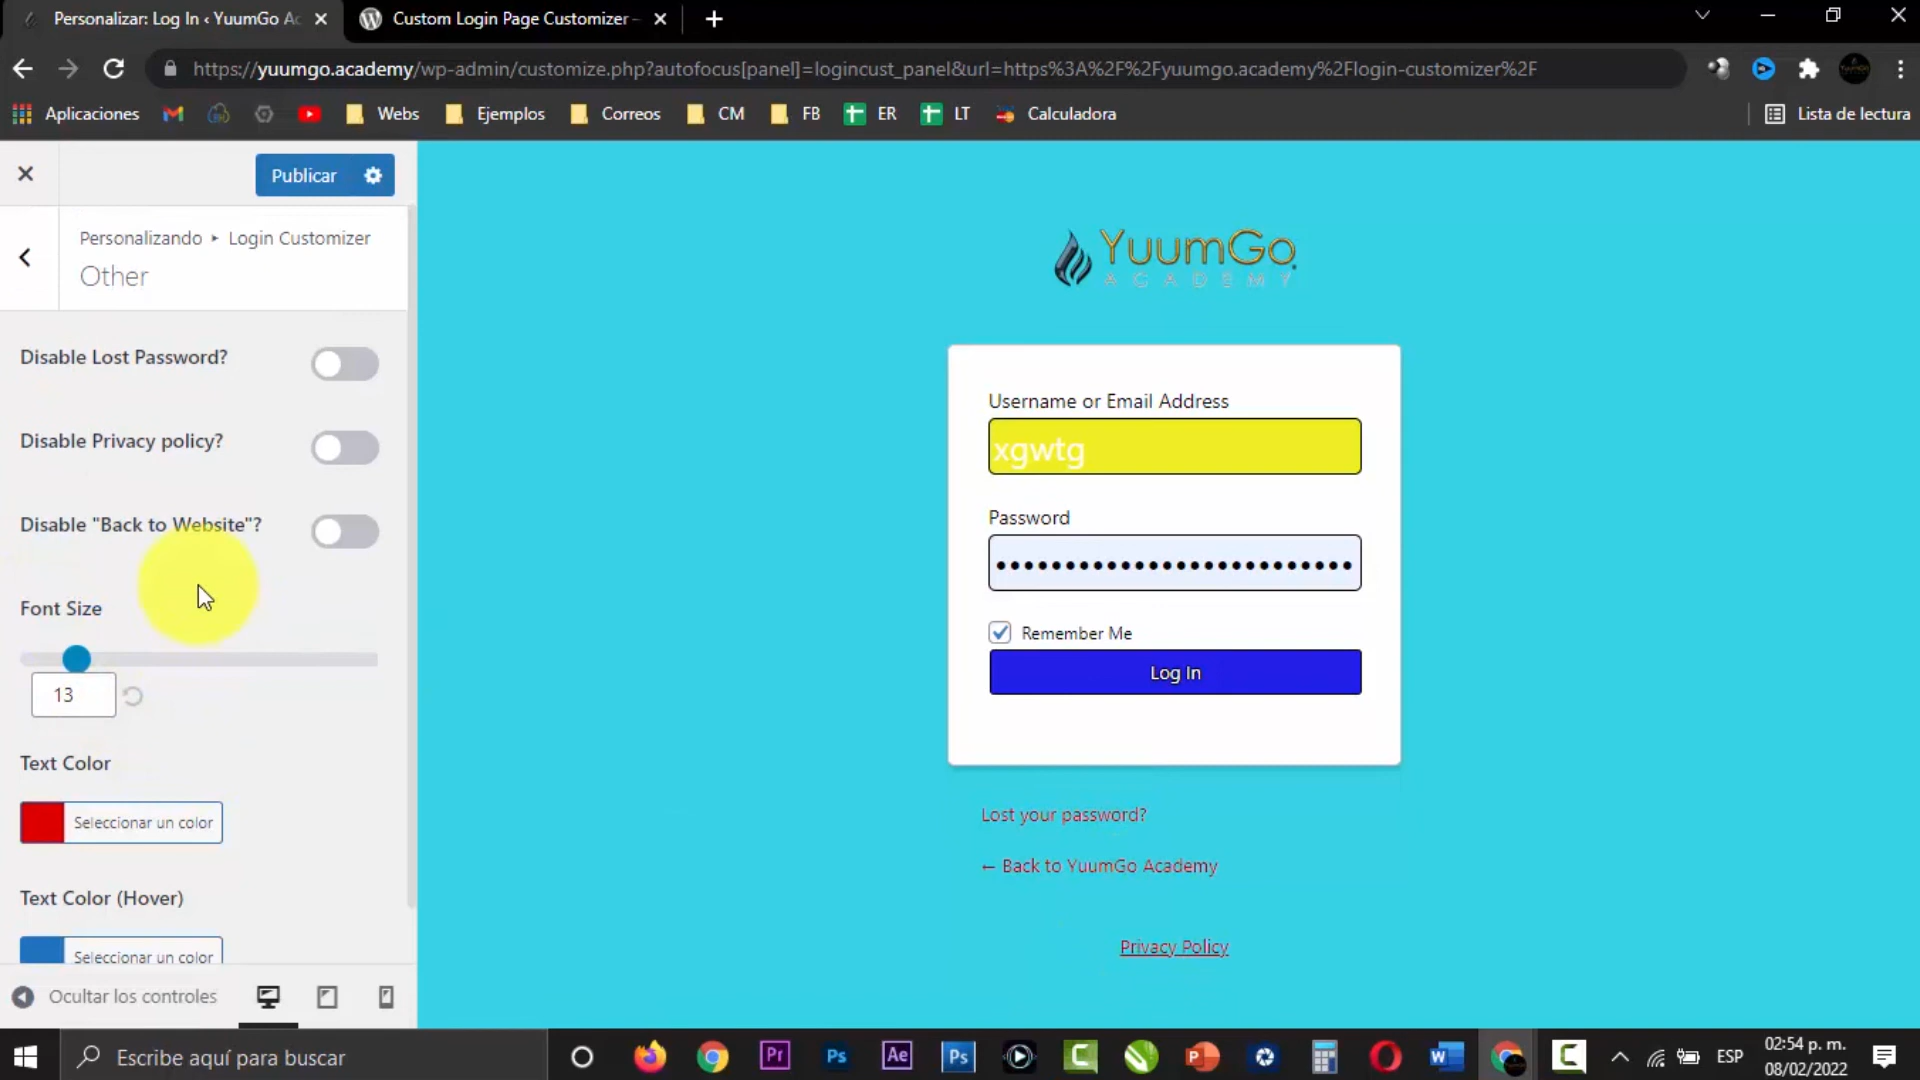 Personalizar: Log In ‹ YuumGo Ac
Custom Login Page Customizer –
https://yuumgo.academy/wp-admin/customize.php?autofocus[panel]=logincust_panel&url=https%3A%2F%2Fyuumgo.academy%2Flogin-customizer%2F
Aplicaciones Webs Ejemplos Correos CM FB ER LT Calculadora Lista de lectura
Publicar
Personalizando ▸ Login Customizer
Other
Disable Lost Password?
Disable Privacy policy?
Disable "Back to Website"?
Font Size
13
Text Color
Seleccionar un color
Text Color (Hover)
Seleccionar un color
Ocultar los controles
YuumGo
ACADEMY
Username or Email Address
xgwtg
Password
Remember Me
Log In
Lost your password?
← Back to YuumGo Academy
Privacy Policy
Escribe aquí para buscar
Pr Ps Ae Ps
ESP
02:54 p. m.
08/02/2022